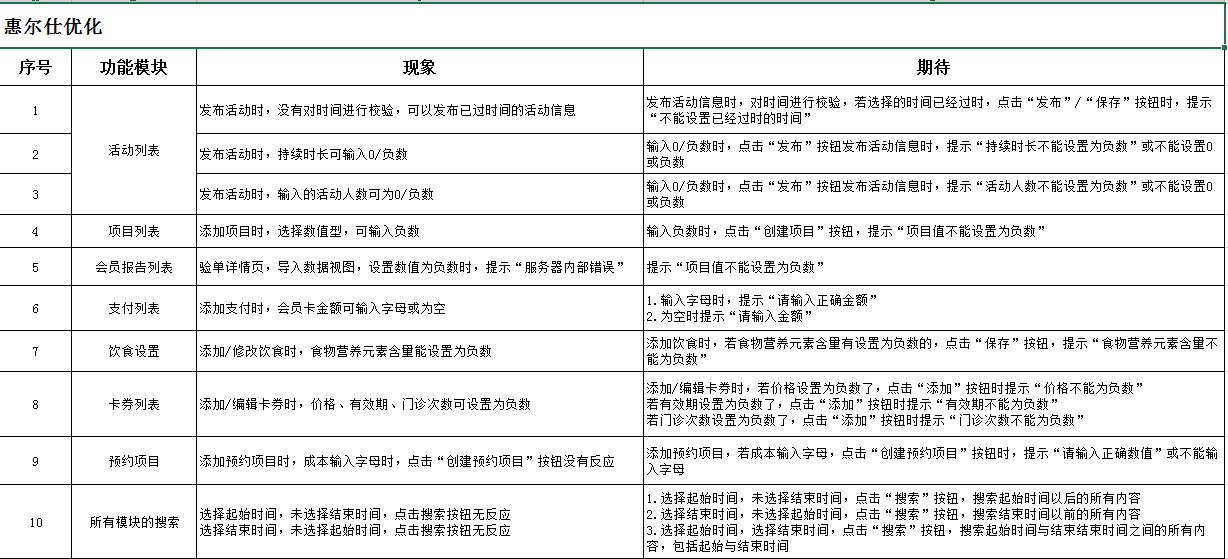 惠尔仕优化
序号 功能模块 现象 期待
1 活动列表 发布活动时，没有对时间进行校验，可以发布已过时间的活动信息 发布活动信息时，对时间进行校验，若选择的时间已经过时，点击“发布”/“保存”按钮时，提示
“不能设置已经过时的时间”
2 发布活动时，持续时长可输入0/负数 输入0/负数时，点击“发布”按钮发布活动信息时，提示“持续时长不能设置为负数”或不能设置0
或负数
3 发布活动时，输入的活动人数可为0/负数 输入0/负数时，点击“发布”按钮发布活动信息时，提示“活动人数不能设置为负数”或不能设置0
或负数
4 项目列表 添加项目时，选择数值型，可输入负数 输入负数时，点击“创建项目”按钮，提示“项目值不能设置为负数”
5 会员报告列表 验单详情页，导入数据视图，设置数值为负数时，提示“服务器内部错误” 提示“项目值不能设置为负数”
6 支付列表 添加支付时，会员卡金额可输入字母或为空 1.输入字母时，提示“请输入正确金额”
2.为空时提示“请输入金额”
7 饮食设置 添加/修改饮食时，食物营养元素含量能设置为负数 添加饮食时，若食物营养元素含量有设置为负数的，点击“保存”按钮，提示“食物营养元素含量不
能为负数”
8 卡券列表 添加/编辑卡券时，价格、有效期、门诊次数可设置为负数 添加/编辑卡券时，若价格设置为负数了，点击“添加”按钮时提示“价格不能为负数”
若有效期设置为负数了，点击“添加”按钮时提示“有效期不能为负数”
若门诊次数设置为负数了，点击“添加”按钮时提示“门诊次数不能为负数”
9 预约项目 添加预约项目时，成本输入字母时，点击“创建预约项目”按钮没有反应 添加预约项目，若成本输入字母，点击“创建预约项目”按钮时，提示“请输入正确数值”或不能输
入字母
10 所有模块的搜索 选择起始时间，未选择结束时间，点击搜索按钮无反应
选择结束时间，未选择起始时间，点击搜索按钮无反应
1.选择起始时间，未选择结束时间，点击“搜索”按钮，搜索起始时间以后的所有内容
2.选择结束时间，未选择起始时间，点击“搜索”按钮，搜索结束时间以前的所有内容
3.选择起始时间，选择结束时间，点击“搜索”按钮，搜索起始时间与结束结束时间之间的所有内
容，包括起始与结束时间